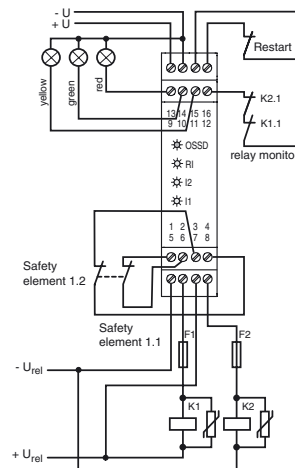 - U
+ U
Restart
yellow
green
red
K2.1
K1.1
13 14 15 16
9 10 11 12
relay monito
OSSD
RI
I2
I1
1 2 3 4
5 6 7 8
Safety
element 1.2
Safety
element 1.1
F1
F2
- Urel
K1
K2
+ Urel